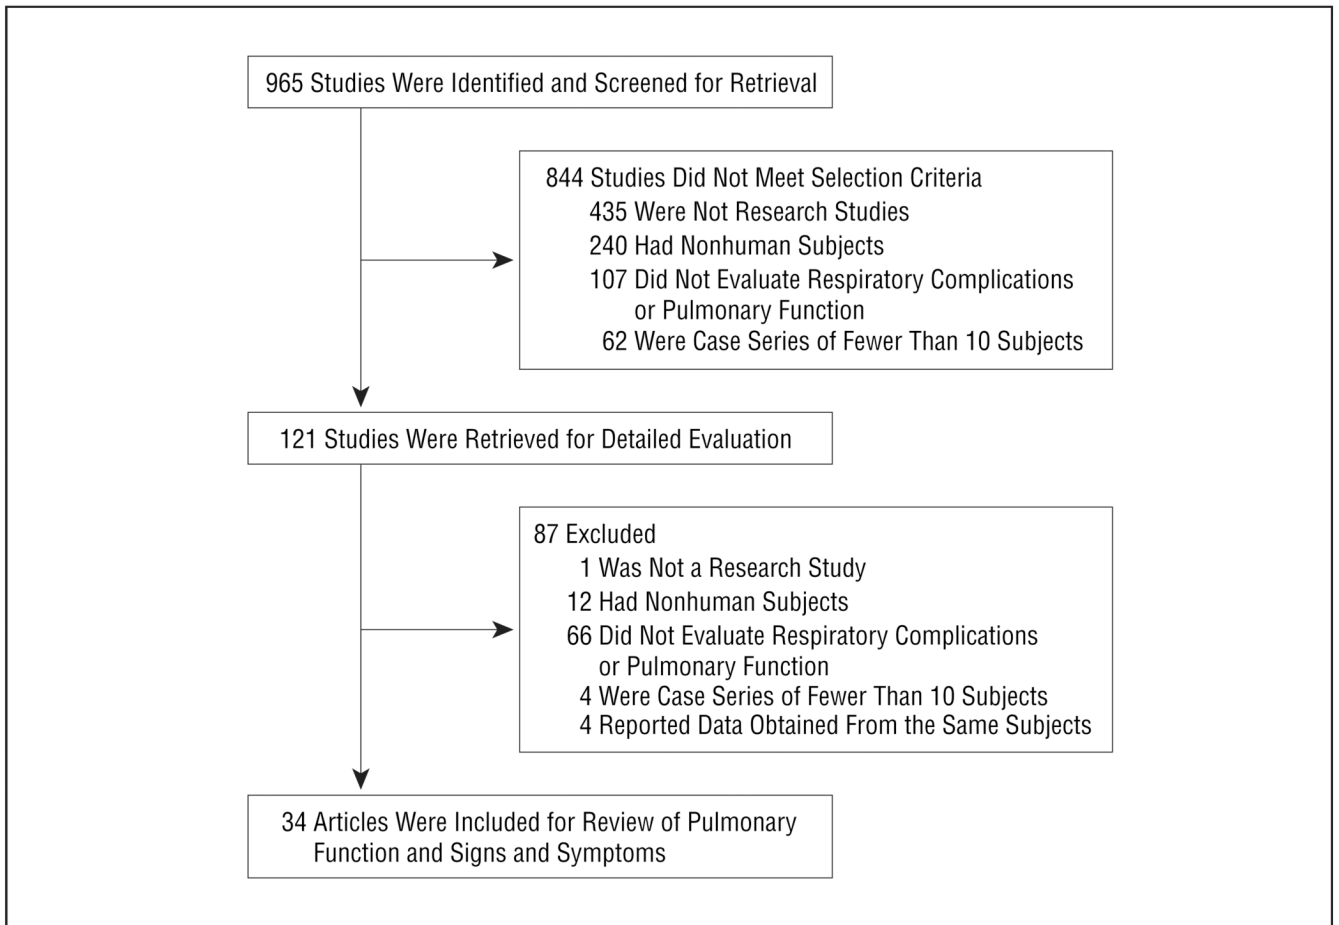 965 Studies Were Identified and Screened for Retrieval
844 Studies Did Not Meet Selection Criteria
435 Were Not Research Studies
240 Had Nonhuman Subjects
107 Did Not Evaluate Respiratory Complications
or Pulmonary Function
62 Were Case Series of Fewer Than 10 Subjects
121 Studies Were Retrieved for Detailed Evaluation
87 Excluded
1 Was Not a Research Study
12 Had Nonhuman Subjects
66 Did Not Evaluate Respiratory Complications
or Pulmonary Function
4 Were Case Series of Fewer Than 10 Subjects
4 Reported Data Obtained From the Same Subjects
34 Articles Were Included for Review of Pulmonary
Function and Signs and Symptoms